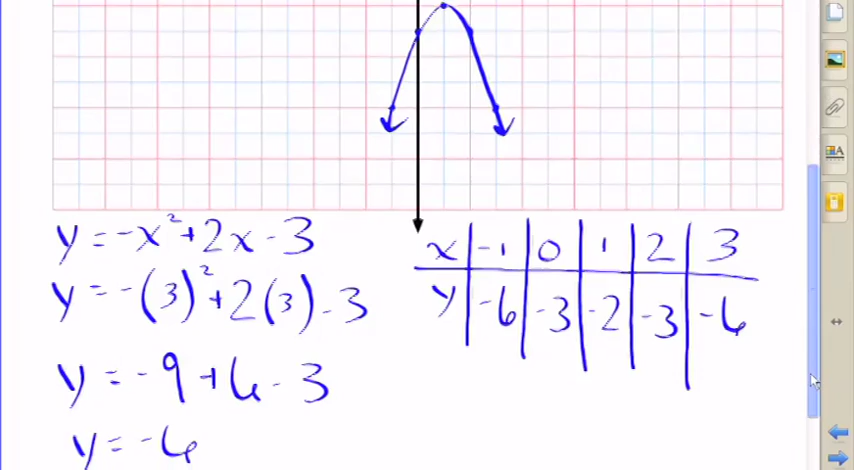 y = -x² + 2x - 3
y = -(3)² + 2(3) - 3
y = -9 + 6 - 3
y = -6
x | -1 | 0 | 1 | 2 | 3
y | -6 | -3 | -2 | -3 | -6